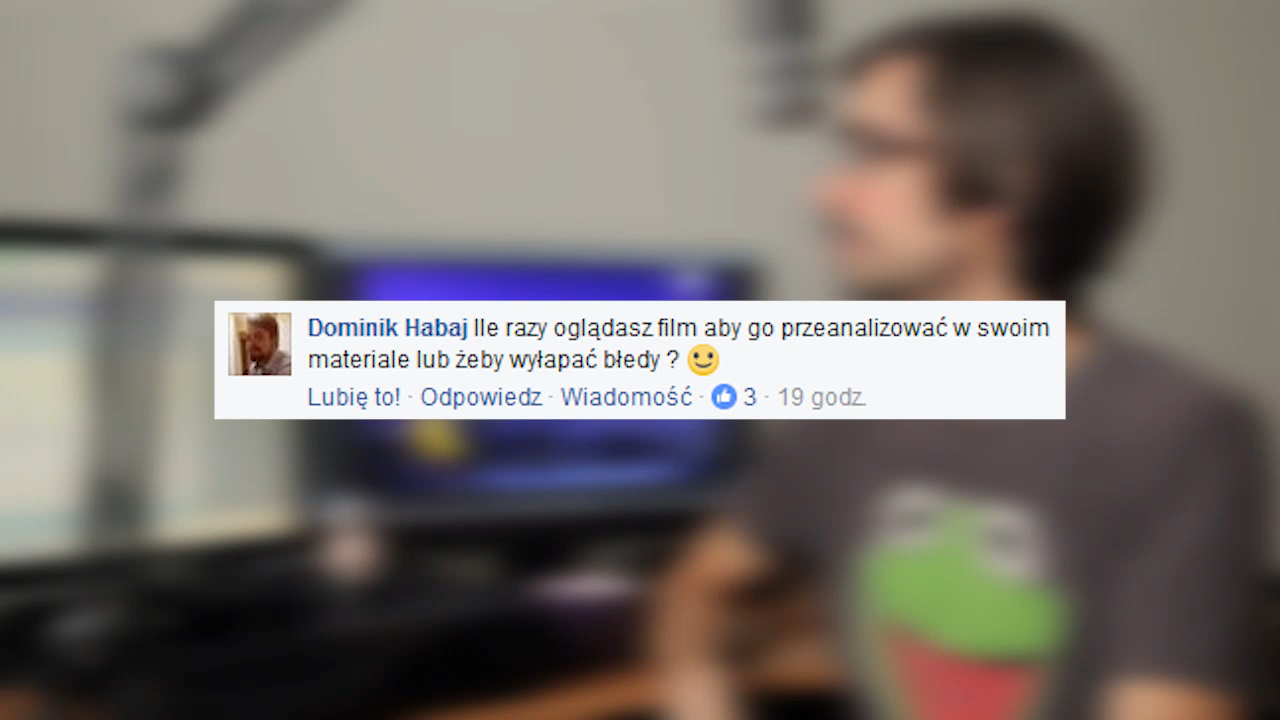 Dominik Habaj Ile razy oglądasz film aby go przeanalizować w swoim
materiale lub żeby wyłapać błedy ? 🙂
Lubię to! · Odpowiedz · Wiadomość · 3 · 19 godz.